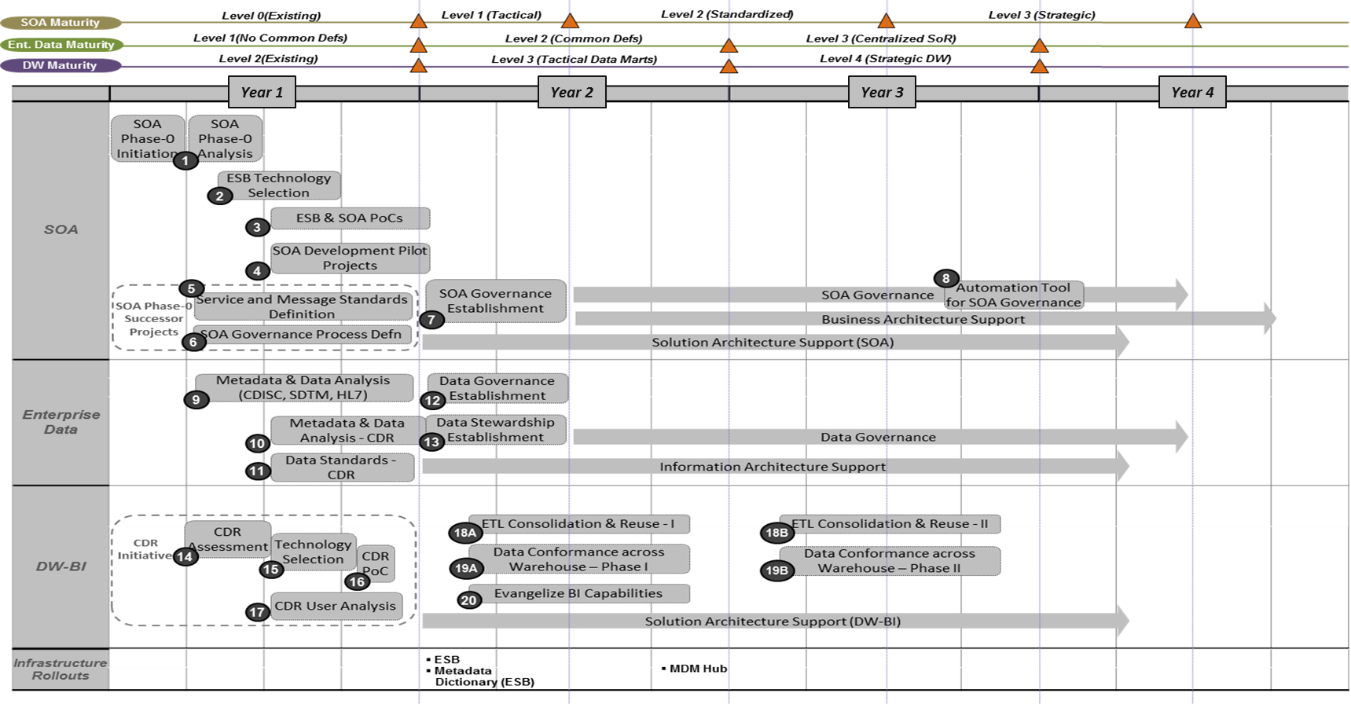 SOA Maturity
Level 0(Existing)
Level 1 (Tactical)
Level 2 (Standardized)
Level 3 (Strategic)
Ent. Data Maturity
Level 1(No Common Defs)
Level 2 (Common Defs)
Level 3 (Centralized SoR)
DW Maturity
Level 2(Existing)
Level 3 (Tactical Data Marts)
Level 4 (Strategic DW)
Year 1
Year 2
Year 3
Year 4
SOA
SOA
Phase-0
Initiation
1
SOA
Phase-0
Analysis
2
ESB Technology
Selection
3
ESB & SOA PoCs
4
SOA Development Pilot
Projects
SOA Phase-0
Successor
Projects
5
Service and Message Standards
Definition
6
SOA Governance Process Defn
7
SOA Governance
Establishment
SOA Governance
8
Automation Tool
for SOA Governance
Business Architecture Support
Solution Architecture Support (SOA)
Enterprise
Data
9
Metadata & Data Analysis
(CDISC, SDTM, HL7)
10
Metadata & Data
Analysis - CDR
11
Data Standards -
CDR
12
Data Governance
Establishment
13
Data Stewardship
Establishment
Data Governance
Information Architecture Support
DW-BI
CDR
Initiative
14
CDR
Assessment
15
Technology
Selection
16
CDR
PoC
17
CDR User Analysis
18A
ETL Consolidation & Reuse - I
19A
Data Conformance across
Warehouse – Phase I
20
Evangelize BI Capabilities
18B
ETL Consolidation & Reuse - II
19B
Data Conformance across
Warehouse – Phase II
Solution Architecture Support (DW-BI)
Infrastructure
Rollouts
▪ ESB
▪ Metadata
Dictionary (ESB)
▪ MDM Hub